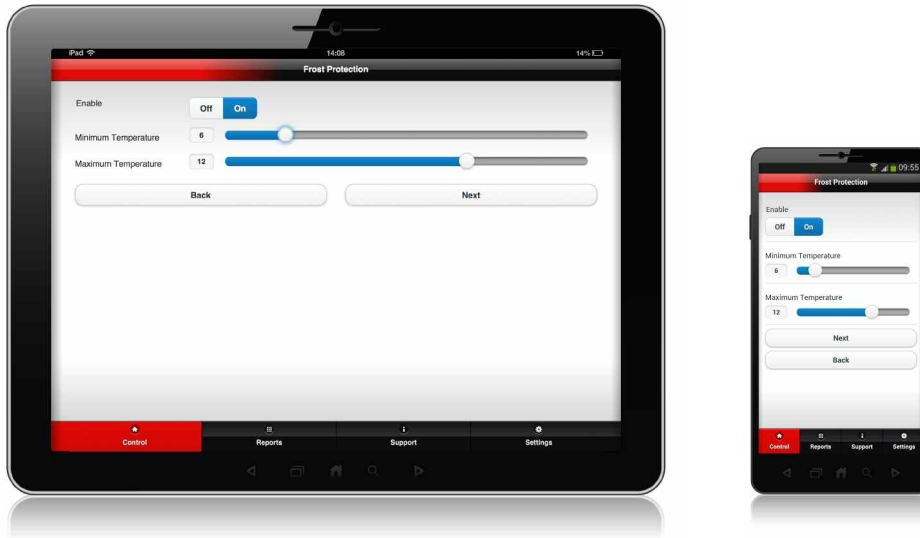 iPad 14:08 14%
Frost Protection
Enable Off On
Minimum Temperature 6
Maximum Temperature 12
Back Next
Control Reports Support Settings
09:55
Frost Protection
Enable
Off On
Minimum Temperature
6
Maximum Temperature
12
Next
Back
Control Reports Support Settings